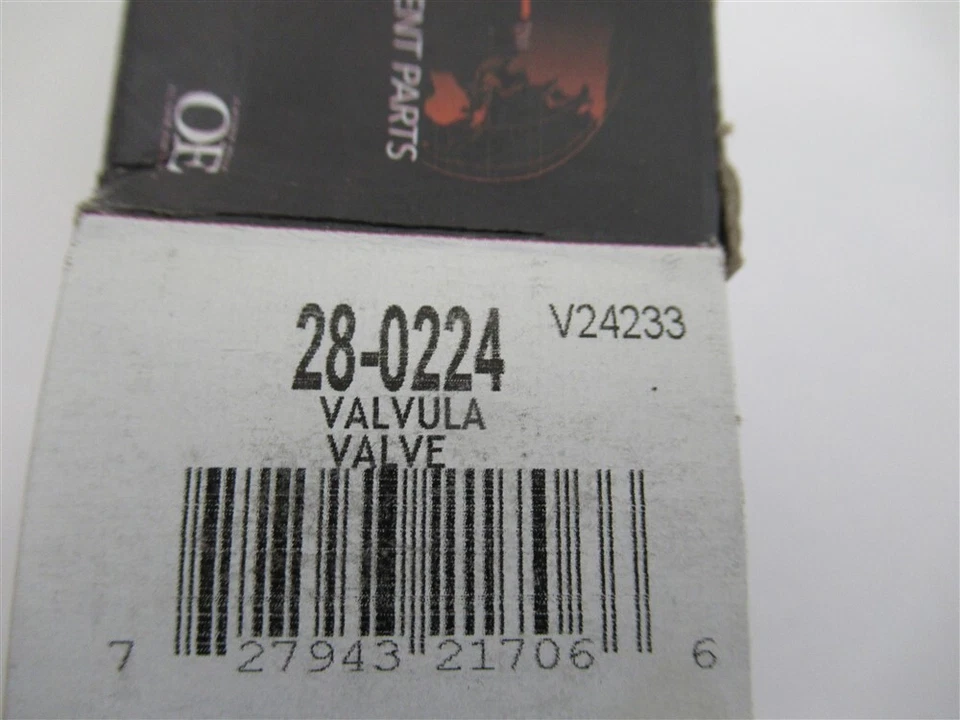 ENT PARTS
OE
28-0224 V24233
VALVULA
VALVE
7 27943 21706 6